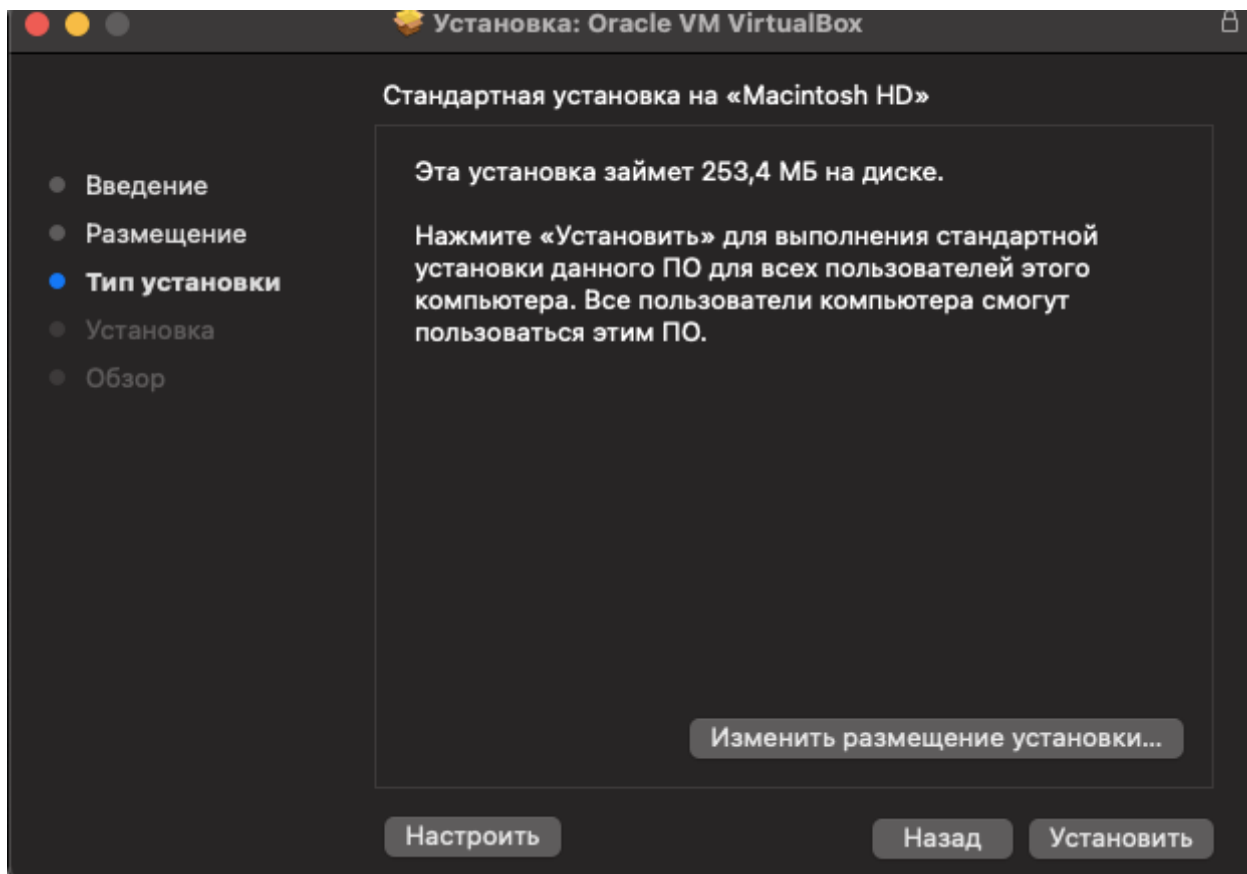 Установка: Oracle VM VirtualBox
Стандартная установка на «Macintosh HD»
Введение
Размещение
Тип установки
Установка
Обзор
Эта установка займет 253,4 МБ на диске.
Нажмите «Установить» для выполнения стандартной
установки данного ПО для всех пользователей этого
компьютера. Все пользователи компьютера смогут
пользоваться этим ПО.
Изменить размещение установки...
Настроить
Назад
Установить